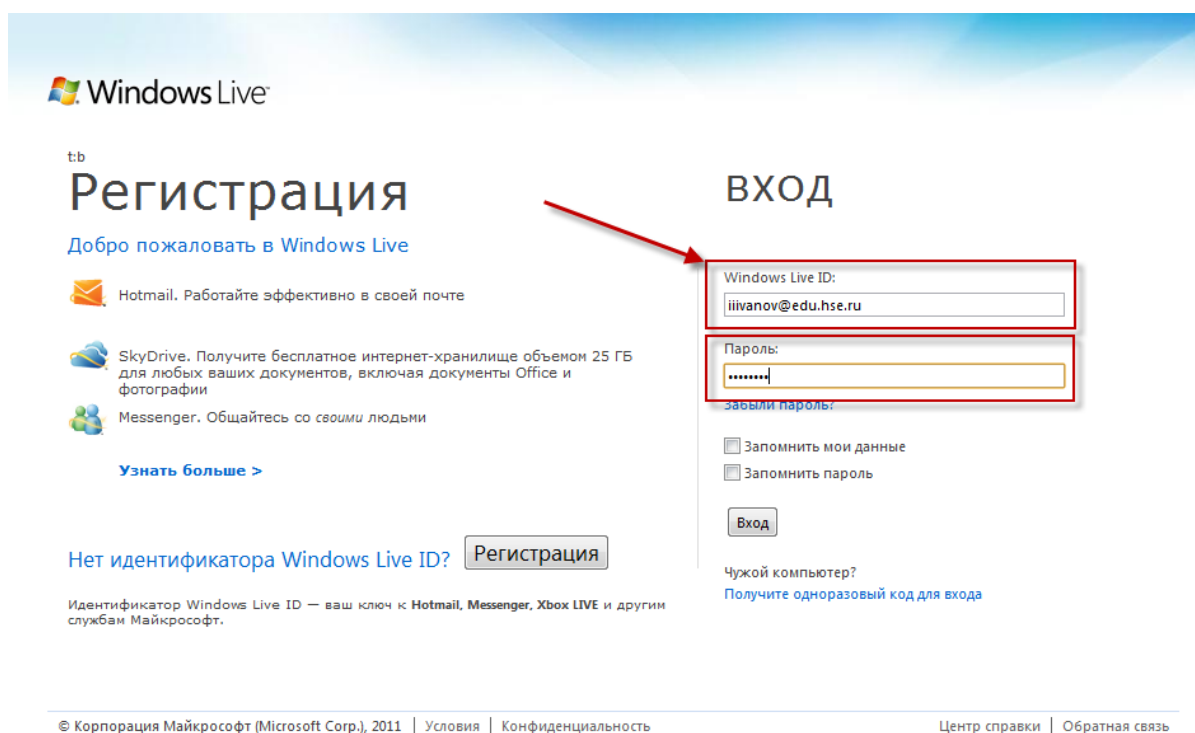 Windows Live
t:b
Регистрация
Добро пожаловать в Windows Live
Hotmail. Работайте эффективно в своей почте
SkyDrive. Получите бесплатное интернет-хранилище объемом 25 ГБ
для любых ваших документов, включая документы Office и
фотографии
Messenger. Общайтесь со своими людьми
Узнать больше >
Нет идентификатора Windows Live ID? Регистрация
Идентификатор Windows Live ID — ваш ключ к Hotmail, Messenger, Xbox LIVE и другим
службам Майкрософт.
ВХОД
Windows Live ID:
iiivanov@edu.hse.ru
Пароль:
••••••••
Забыли пароль?
Запомнить мои данные
Запомнить пароль
Вход
Чужой компьютер?
Получите одноразовый код для входа
© Корпорация Майкрософт (Microsoft Corp.), 2011 | Условия | Конфиденциальность
Центр справки | Обратная связь